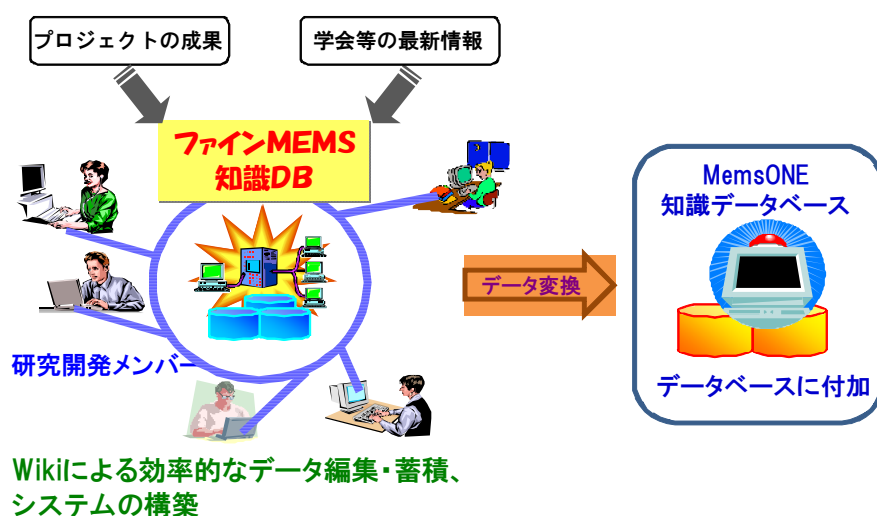 プロジェクトの成果
学会等の最新情報
ファインMEMS
知識DB
MemsONE
知識データベース
データ変換
研究開発メンバー
データベースに付加
Wikiによる効率的なデータ編集・蓄積、
システムの構築